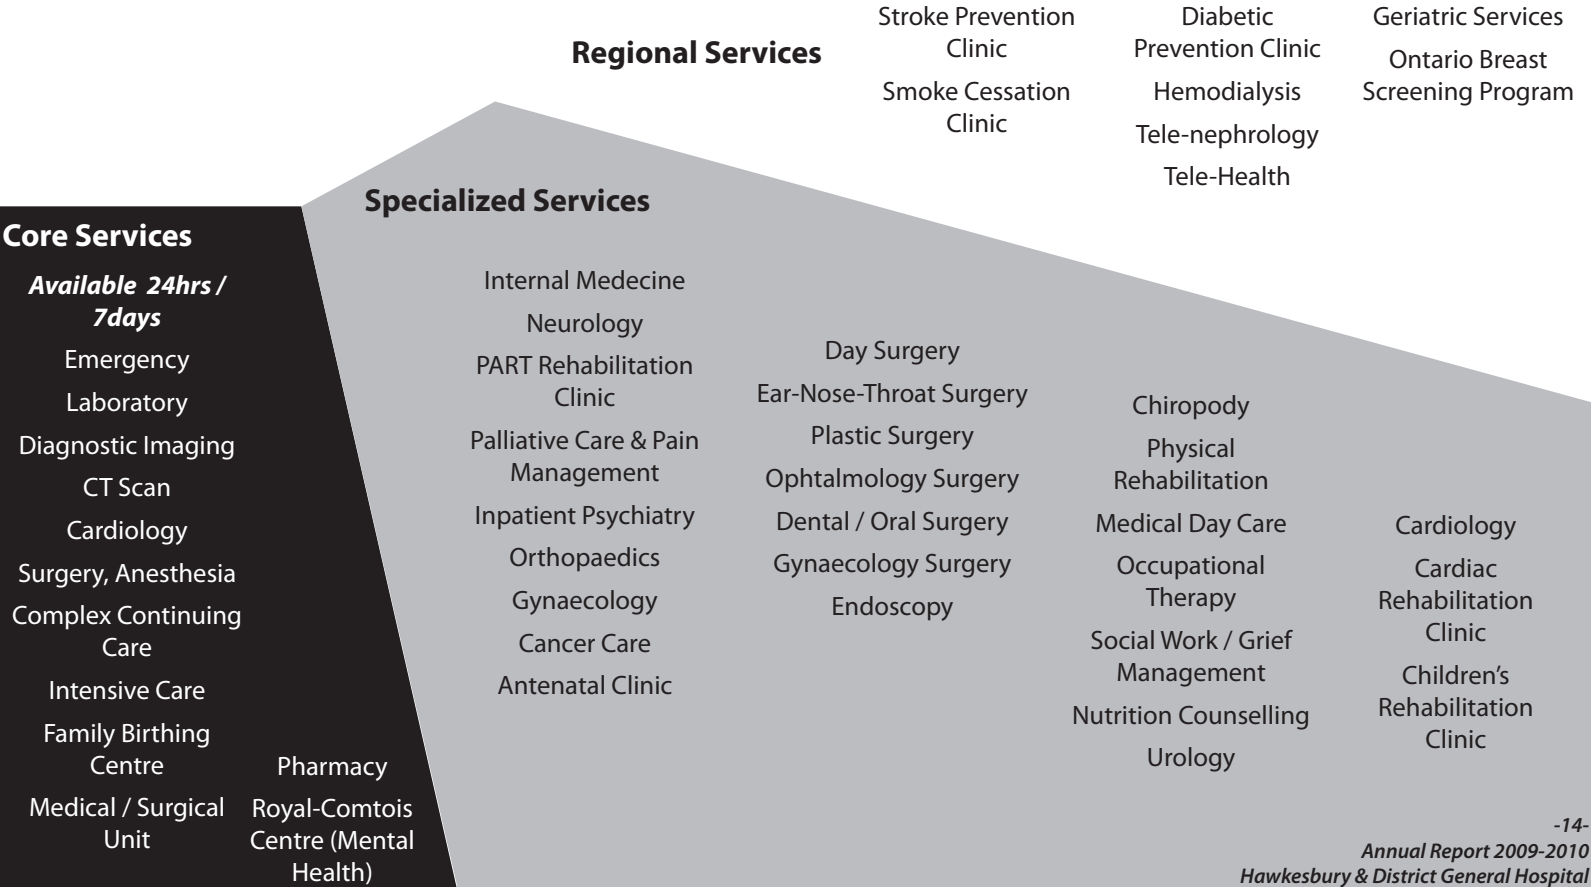 Regional Services
Stroke Prevention
Clinic
Smoke Cessation
Clinic
Diabetic
Prevention Clinic
Hemodialysis
Tele-nephrology
Tele-Health
Geriatric Services
Ontario Breast
Screening Program
Specialized Services
Internal Medecine
Neurology
PART Rehabilitation
Clinic
Palliative Care & Pain
Management
Inpatient Psychiatry
Orthopaedics
Gynaecology
Cancer Care
Antenatal Clinic
Day Surgery
Ear-Nose-Throat Surgery
Plastic Surgery
Ophtalmology Surgery
Dental / Oral Surgery
Gynaecology Surgery
Endoscopy
Chiropody
Physical
Rehabilitation
Medical Day Care
Occupational
Therapy
Social Work / Grief
Management
Nutrition Counselling
Urology
Cardiology
Cardiac
Rehabilitation
Clinic
Children's
Rehabilitation
Clinic
Core Services
Available 24hrs /
7days
Emergency
Laboratory
Diagnostic Imaging
CT Scan
Cardiology
Surgery, Anesthesia
Complex Continuing
Care
Intensive Care
Family Birthing
Centre
Medical / Surgical
Unit
Pharmacy
Royal-Comtois
Centre (Mental
Health)
-14-
Annual Report 2009-2010
Hawkesbury & District General Hospital